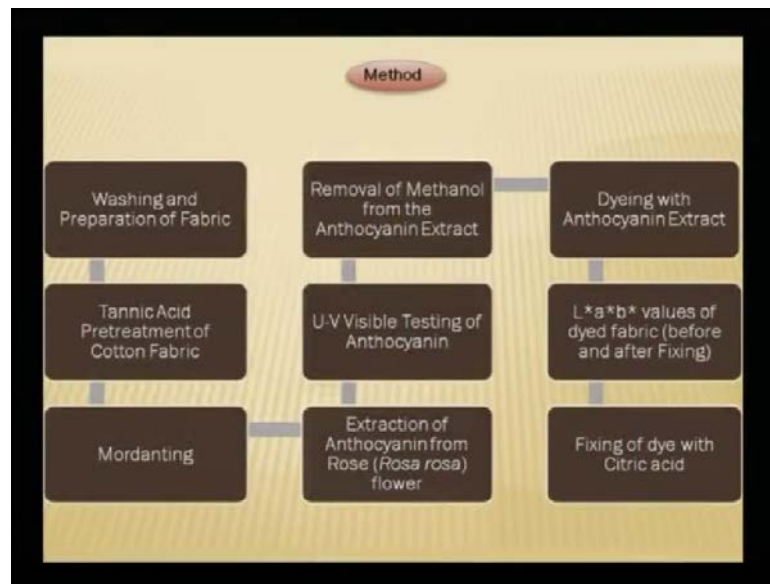 Method
Washing and
Preparation of Fabric
Tannic Acid
Pretreatment of
Cotton Fabric
Mordanting
Extraction of
Anthocyanin from
Rose (Rosa rosa)
flower
U-V Visible Testing of
Anthocyanin
Removal of Methanol
from the
Anthocyanin Extract
Dyeing with
Anthocyanin Extract
L*a*b* values of
dyed fabric (before
and after Fixing)
Fixing of dye with
Citric acid